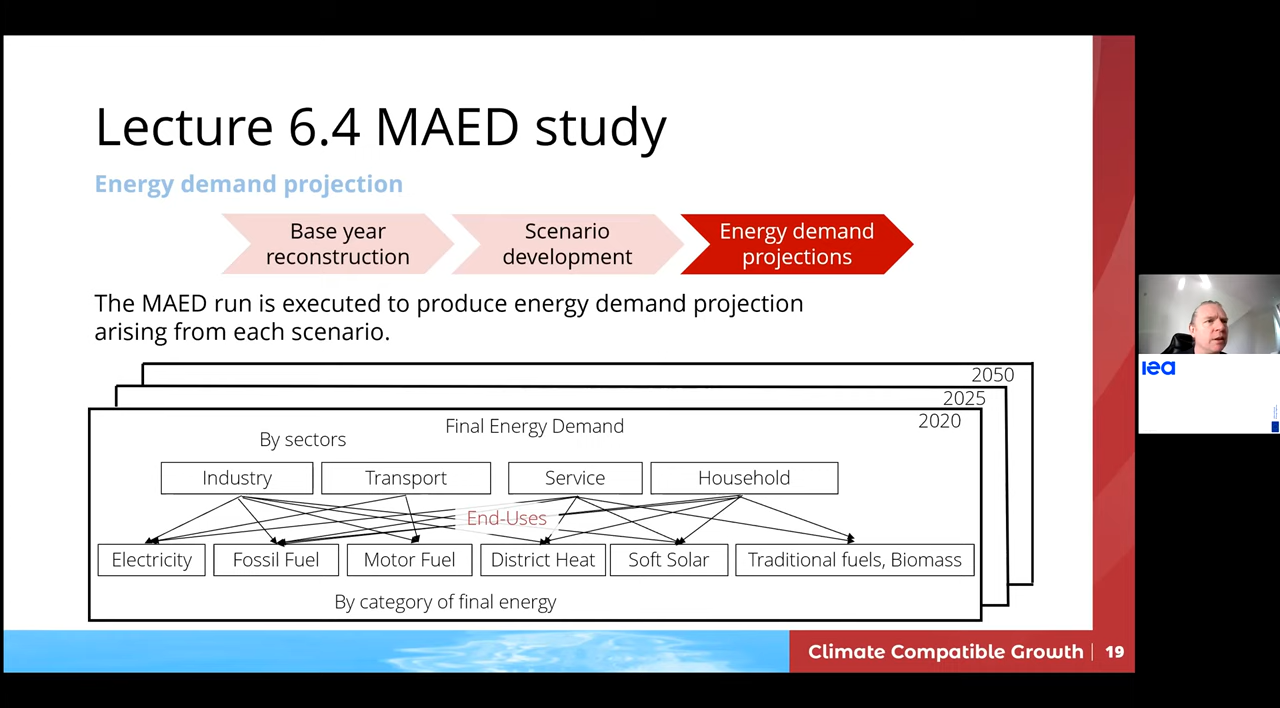 Lecture 6.4 MAED study
Energy demand projection
Base year
reconstruction
Scenario
development
Energy demand
projections
The MAED run is executed to produce energy demand projection
arising from each scenario.
2050
2025
2020
Final Energy Demand
By sectors
Industry
Transport
Service
Household
End-Uses
Electricity
Fossil Fuel
Motor Fuel
District Heat
Soft Solar
Traditional fuels, Biomass
By category of final energy
Climate Compatible Growth | 19
iea